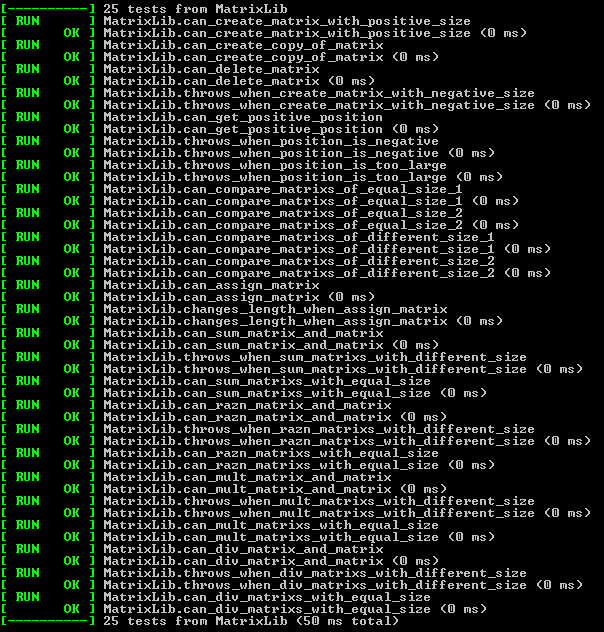 [----------] 25 tests from MatrixLib
[ RUN      ] MatrixLib.can_create_matrix_with_positive_size
[       OK ] MatrixLib.can_create_matrix_with_positive_size (0 ms)
[ RUN      ] MatrixLib.can_create_copy_of_matrix
[       OK ] MatrixLib.can_create_copy_of_matrix (0 ms)
[ RUN      ] MatrixLib.can_delete_matrix
[       OK ] MatrixLib.can_delete_matrix (0 ms)
[ RUN      ] MatrixLib.throws_when_create_matrix_with_negative_size
[       OK ] MatrixLib.throws_when_create_matrix_with_negative_size (0 ms)
[ RUN      ] MatrixLib.can_get_positive_position
[       OK ] MatrixLib.can_get_positive_position (0 ms)
[ RUN      ] MatrixLib.throws_when_position_is_negative
[       OK ] MatrixLib.throws_when_position_is_negative (0 ms)
[ RUN      ] MatrixLib.throws_when_position_is_too_large
[       OK ] MatrixLib.throws_when_position_is_too_large (0 ms)
[ RUN      ] MatrixLib.can_compare_matrixs_of_equal_size_1
[       OK ] MatrixLib.can_compare_matrixs_of_equal_size_1 (0 ms)
[ RUN      ] MatrixLib.can_compare_matrixs_of_equal_size_2
[       OK ] MatrixLib.can_compare_matrixs_of_equal_size_2 (0 ms)
[ RUN      ] MatrixLib.can_compare_matrixs_of_different_size_1
[       OK ] MatrixLib.can_compare_matrixs_of_different_size_1 (0 ms)
[ RUN      ] MatrixLib.can_compare_matrixs_of_different_size_2
[       OK ] MatrixLib.can_compare_matrixs_of_different_size_2 (0 ms)
[ RUN      ] MatrixLib.can_assign_matrix
[       OK ] MatrixLib.can_assign_matrix (0 ms)
[ RUN      ] MatrixLib.changes_length_when_assign_matrix
[       OK ] MatrixLib.changes_length_when_assign_matrix (0 ms)
[ RUN      ] MatrixLib.can_sum_matrix_and_matrix
[       OK ] MatrixLib.can_sum_matrix_and_matrix (0 ms)
[ RUN      ] MatrixLib.throws_when_sum_matrixs_with_different_size
[       OK ] MatrixLib.throws_when_sum_matrixs_with_different_size (0 ms)
[ RUN      ] MatrixLib.can_sum_matrixs_with_equal_size
[       OK ] MatrixLib.can_sum_matrixs_with_equal_size (0 ms)
[ RUN      ] MatrixLib.can_razn_matrix_and_matrix
[       OK ] MatrixLib.can_razn_matrix_and_matrix (0 ms)
[ RUN      ] MatrixLib.throws_when_razn_matrixs_with_different_size
[       OK ] MatrixLib.throws_when_razn_matrixs_with_different_size (0 ms)
[ RUN      ] MatrixLib.can_razn_matrixs_with_equal_size
[       OK ] MatrixLib.can_razn_matrixs_with_equal_size (0 ms)
[ RUN      ] MatrixLib.can_mult_matrix_and_matrix
[       OK ] MatrixLib.can_mult_matrix_and_matrix (0 ms)
[ RUN      ] MatrixLib.throws_when_mult_matrixs_with_different_size
[       OK ] MatrixLib.throws_when_mult_matrixs_with_different_size (0 ms)
[ RUN      ] MatrixLib.can_mult_matrixs_with_equal_size
[       OK ] MatrixLib.can_mult_matrixs_with_equal_size (0 ms)
[ RUN      ] MatrixLib.can_div_matrix_and_matrix
[       OK ] MatrixLib.can_div_matrix_and_matrix (0 ms)
[ RUN      ] MatrixLib.throws_when_div_matrixs_with_different_size
[       OK ] MatrixLib.throws_when_div_matrixs_with_different_size (0 ms)
[ RUN      ] MatrixLib.can_div_matrixs_with_equal_size
[       OK ] MatrixLib.can_div_matrixs_with_equal_size (0 ms)
[----------] 25 tests from MatrixLib (50 ms total)